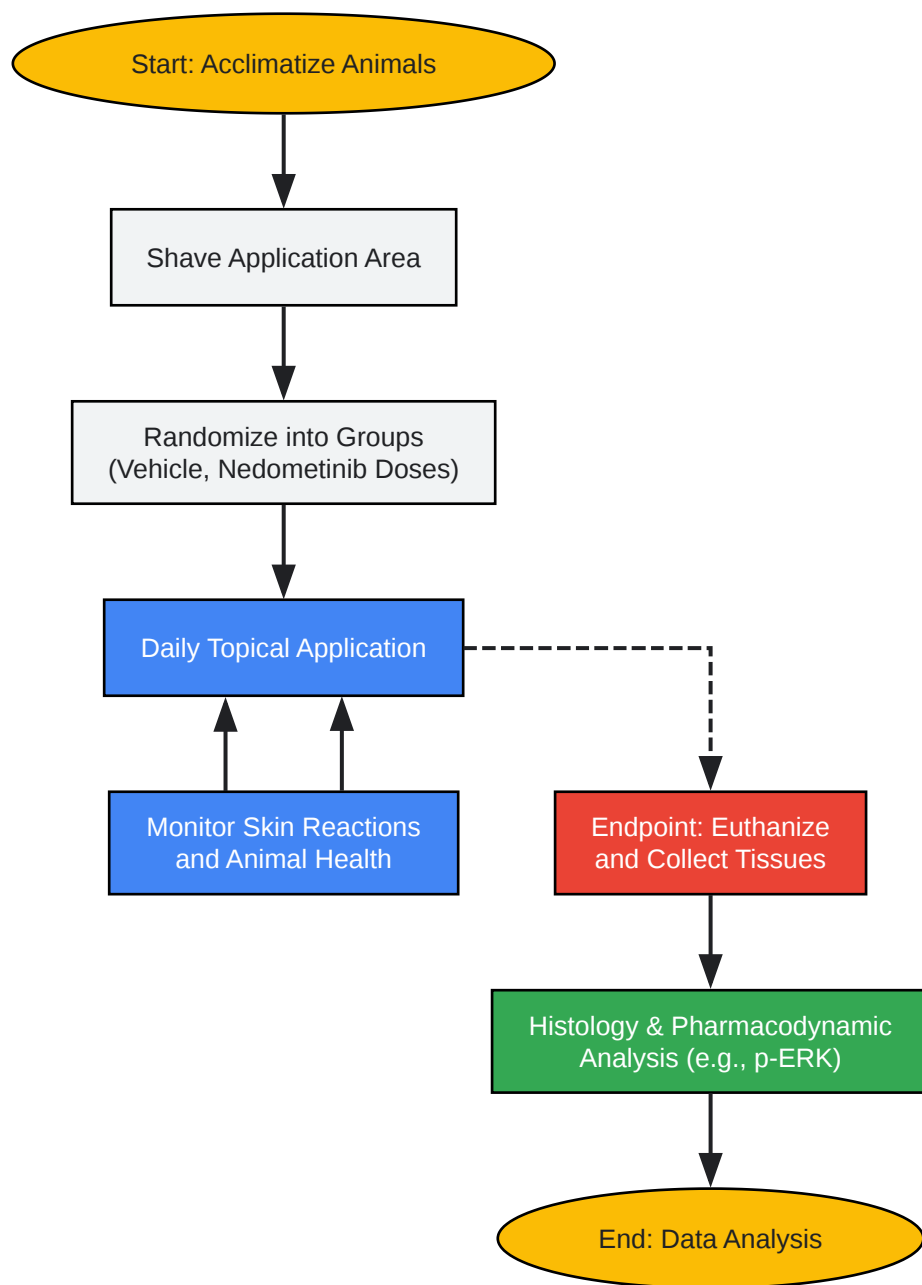 Start: Acclimatize Animals
Shave Application Area
Randomize into Groups
(Vehicle, Nedometinib Doses)
Daily Topical Application
Monitor Skin Reactions
and Animal Health
Endpoint: Euthanize
and Collect Tissues
Histology & Pharmacodynamic
Analysis (e.g., p-ERK)
End: Data Analysis